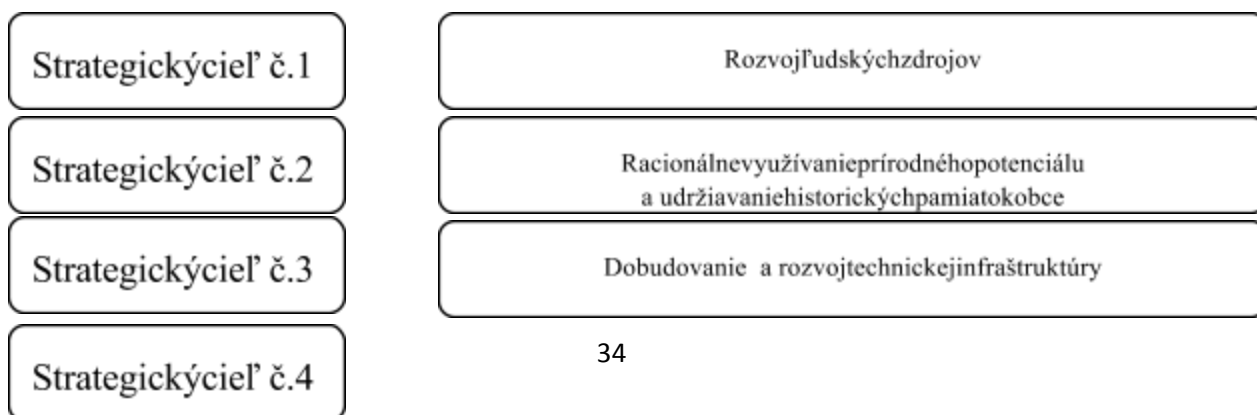 Strategickýcieľ č.1
Rozvojľudskýchzdrojov
Strategickýcieľ č.2
Racionálnevyužívanieprírodnéhopotenciálu
a udržiavaniehistorickýchpamiatokobce
Strategickýcieľ č.3
Dobudovanie a rozvojtechnickejinfraštruktúry
34
Strategickýcieľ č.4